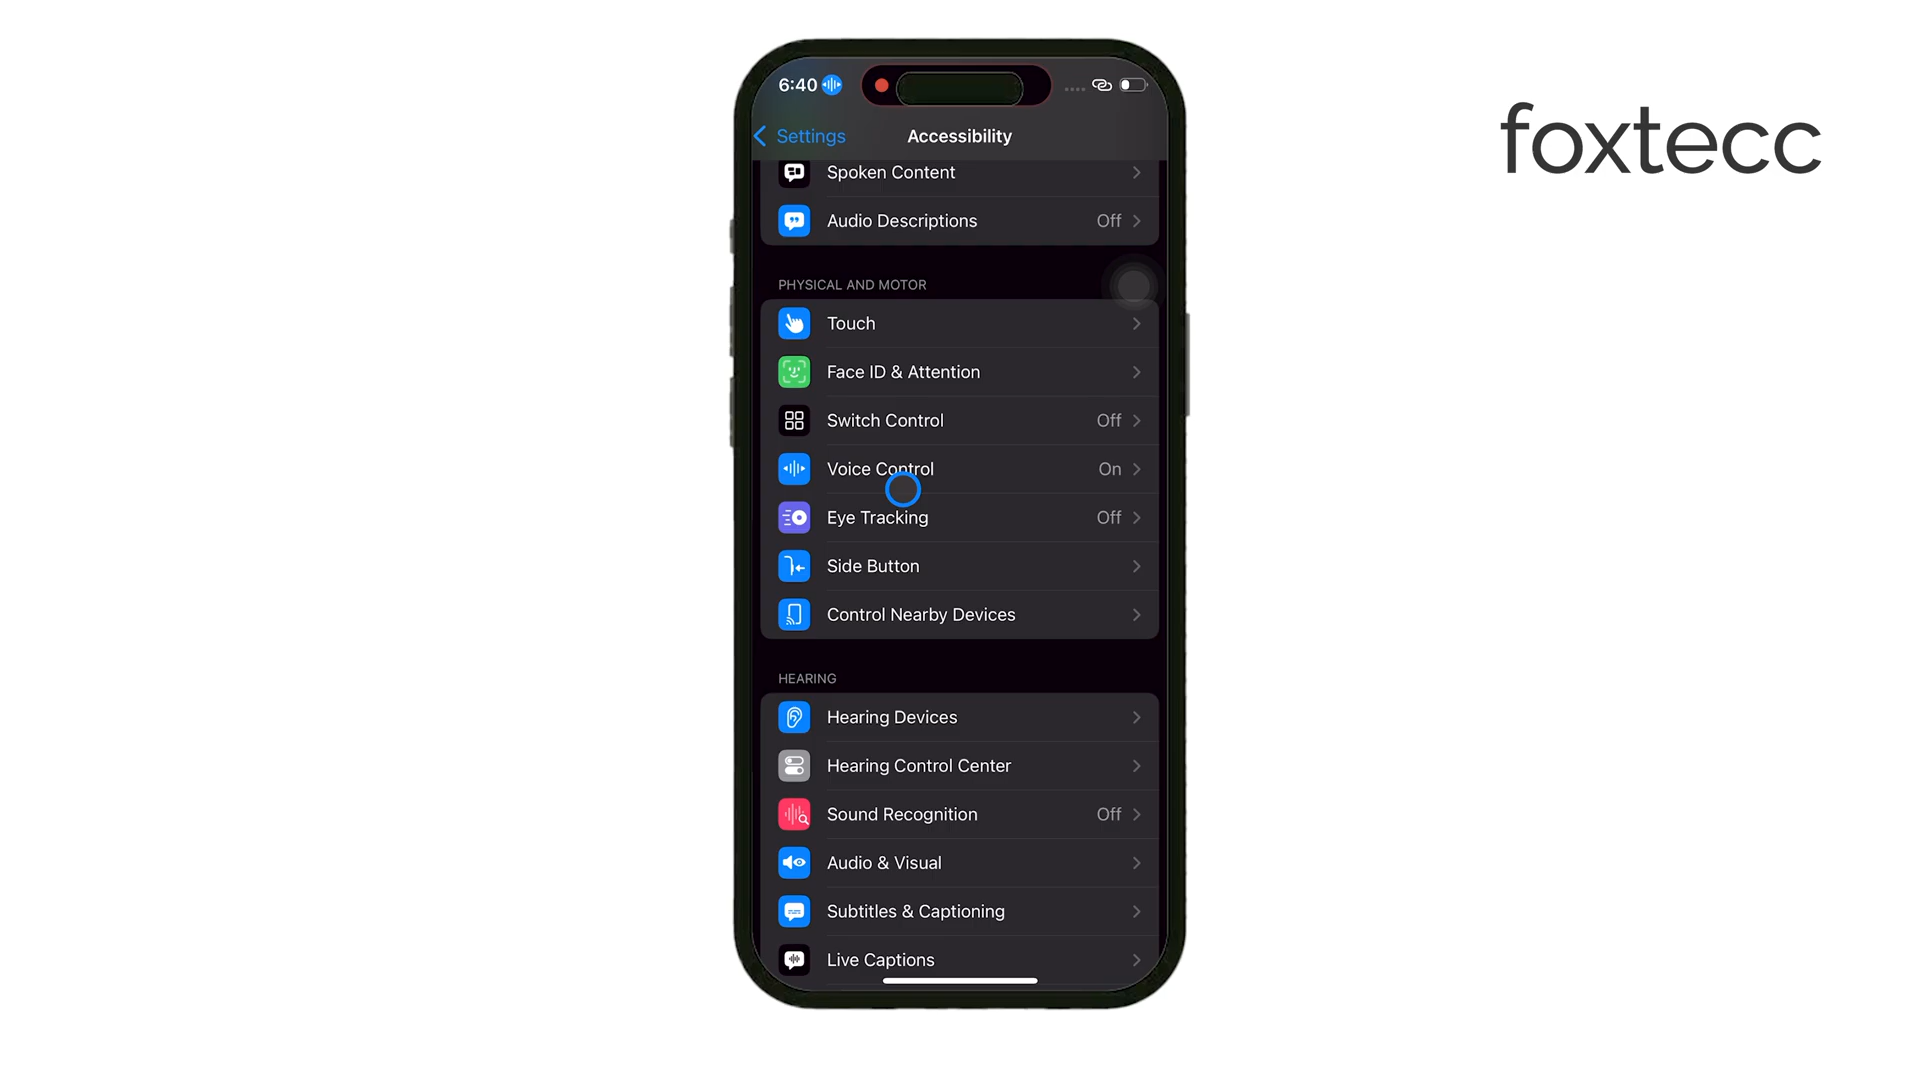 foxtecc
6:40
Settings
Accessibility
Spoken Content
Audio Descriptions Off
PHYSICAL AND MOTOR
Touch
Face ID & Attention
Switch Control Off
Voice Control On
Eye Tracking Off
Side Button
Control Nearby Devices
HEARING
Hearing Devices
Hearing Control Center
Sound Recognition Off
Audio & Visual
Subtitles & Captioning
Live Captions